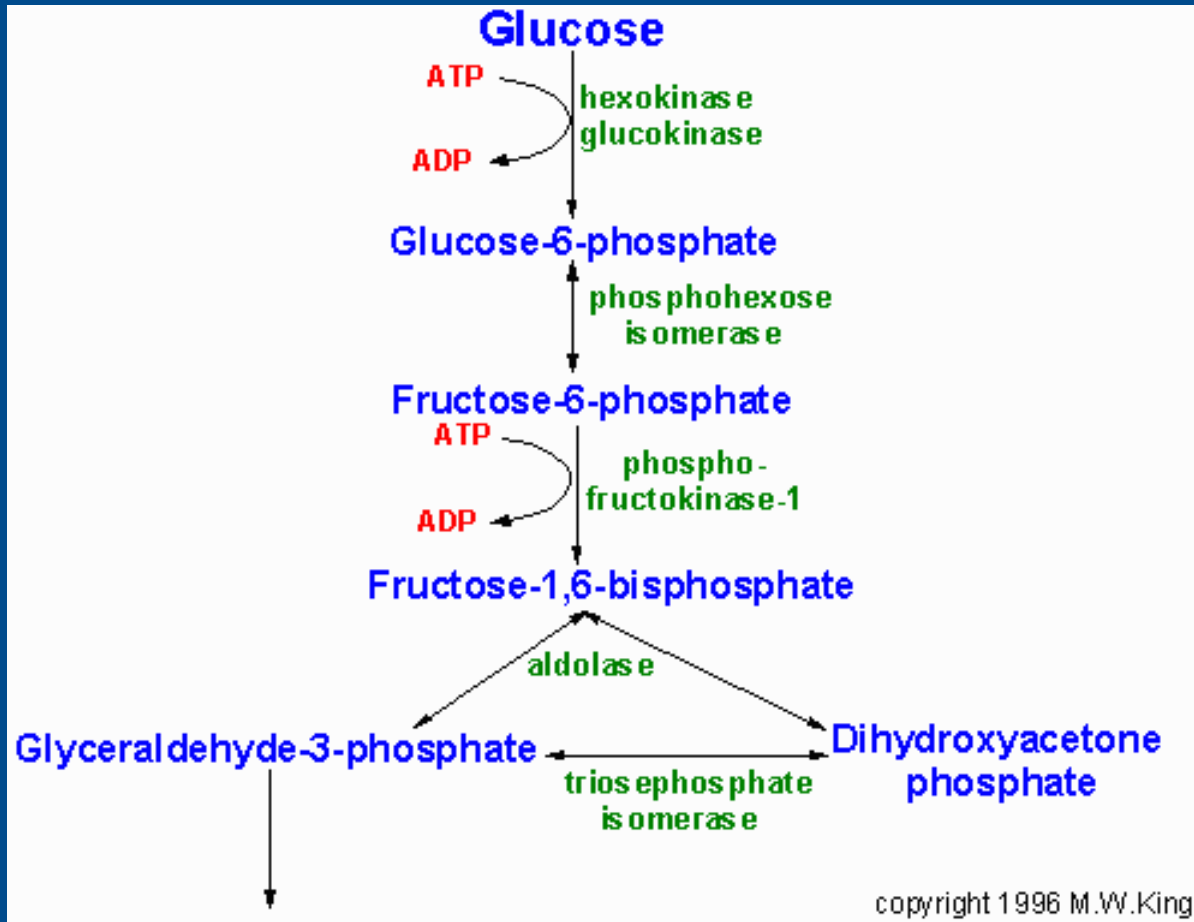 Glucose
ATP
hexokinase
glucokinase
ADP
Glucose-6-phosphate
phosphohexose
isomerase
Fructose-6-phosphate
ATP
phospho-
fructokinase-1
ADP
Fructose-1,6-bisphosphate
aldolase
Glyceraldehyde-3-phosphate
Dihydroxyacetone
phosphate
triosephosphate
isomerase
copyright 1996 M.W.King